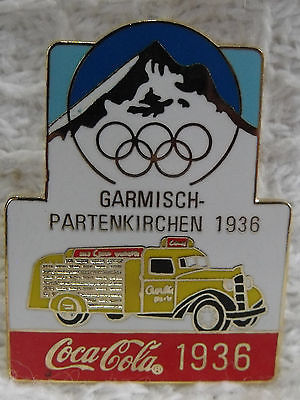 GARMISCH-
PARTENKIRCHEN 1936
Coca-Cola® 1936